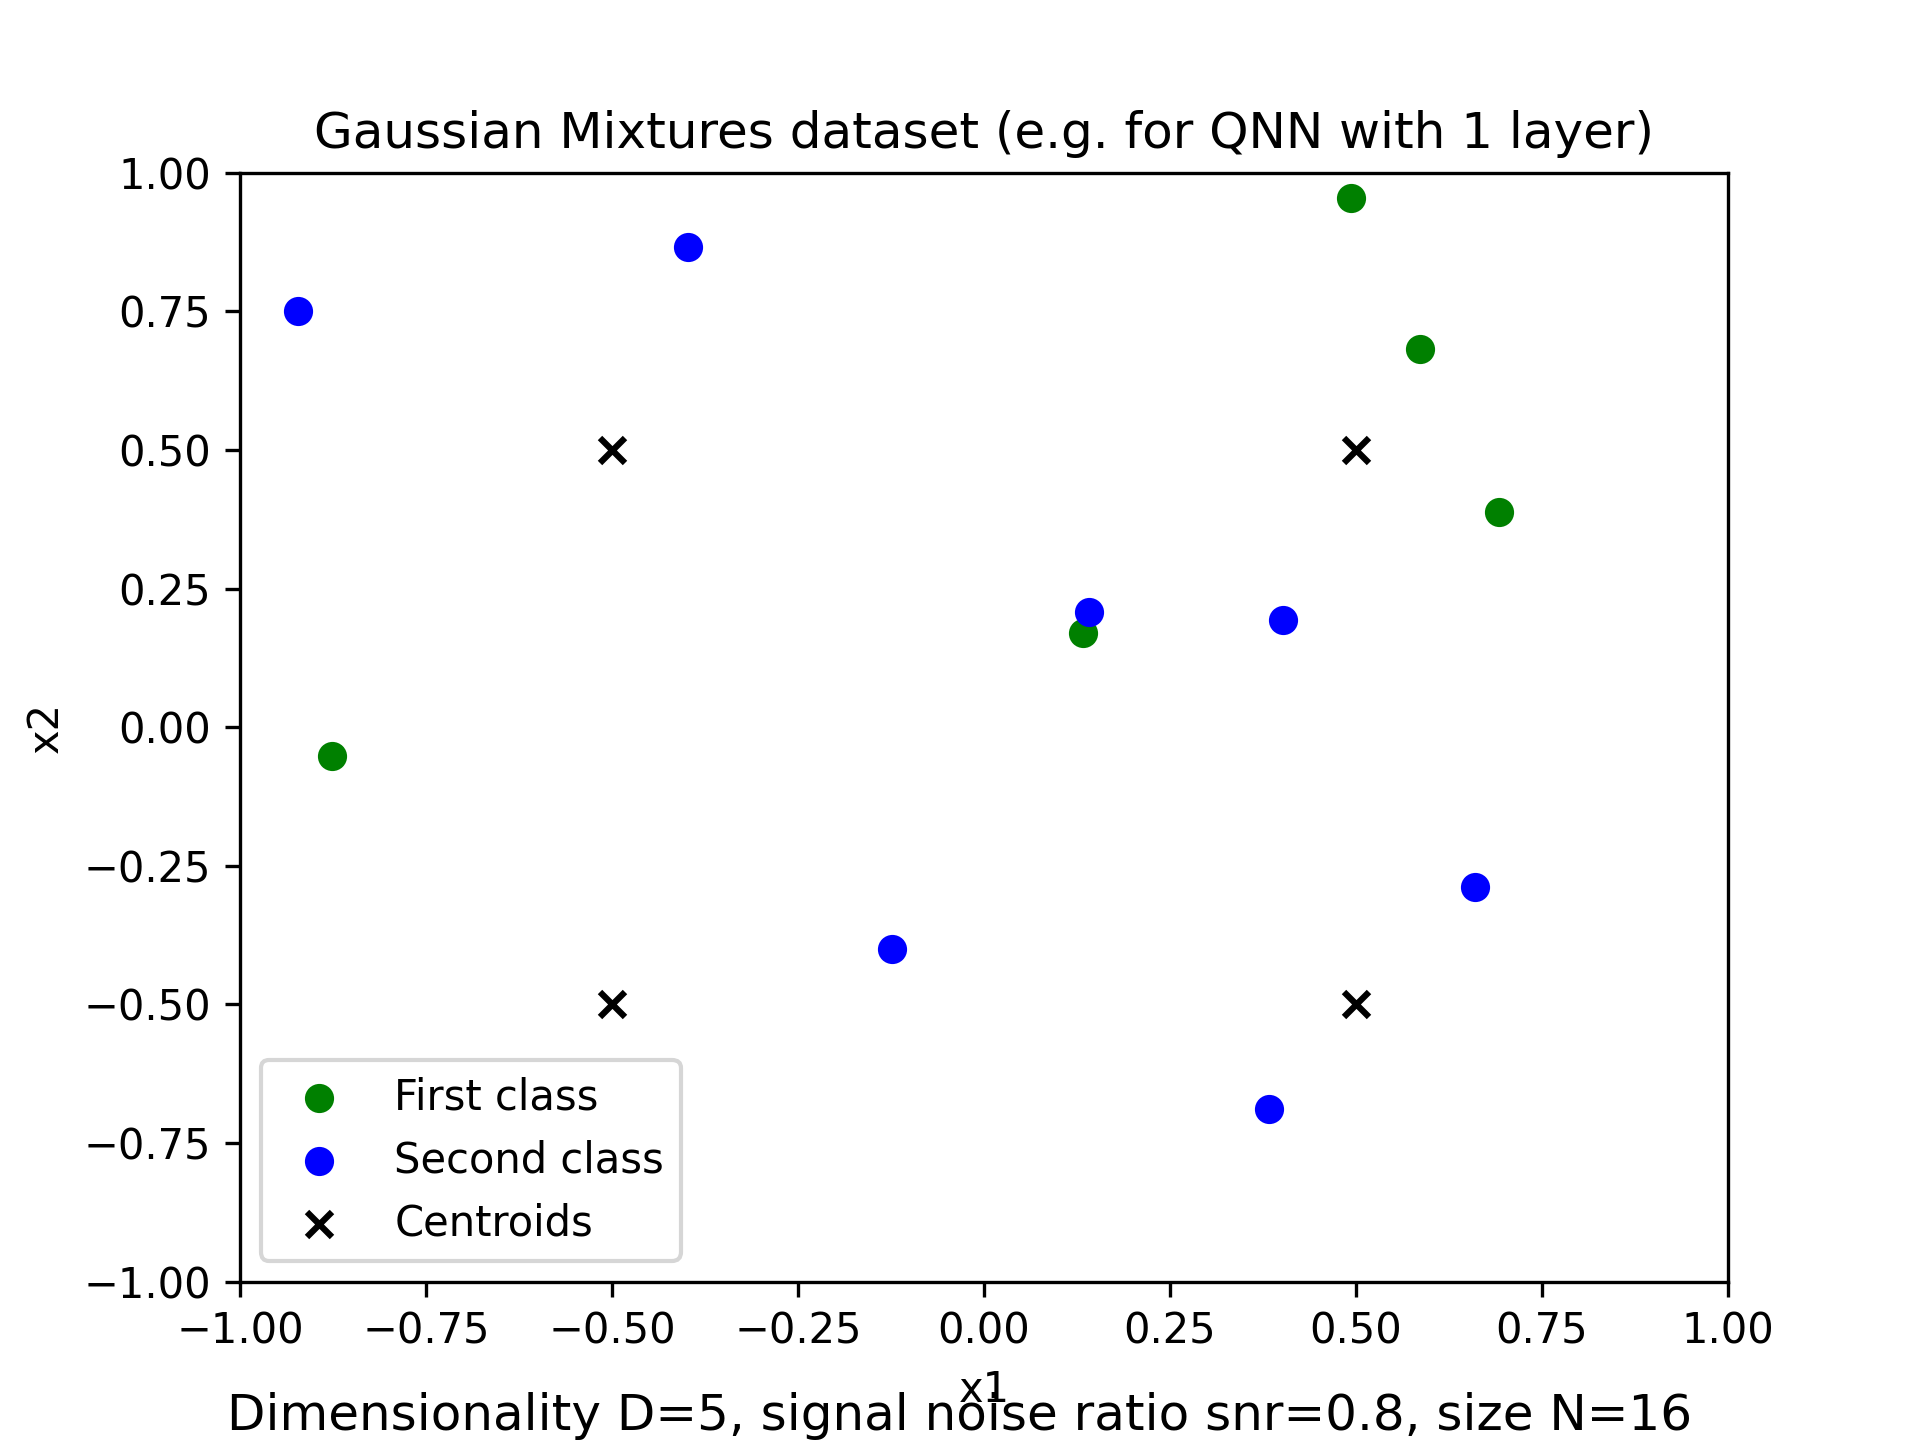 Gaussian Mixtures dataset (e.g. for QNN with 1 layer)
1.00
0.75
0.50
0.25
0.00
−0.25
−0.50
−0.75
−1.00
x2
First class
Second class
Centroids
−1.00 −0.75 −0.50 −0.25 0.00 0.25 0.50 0.75 1.00
x1
Dimensionality D=5, signal noise ratio snr=0.8, size N=16